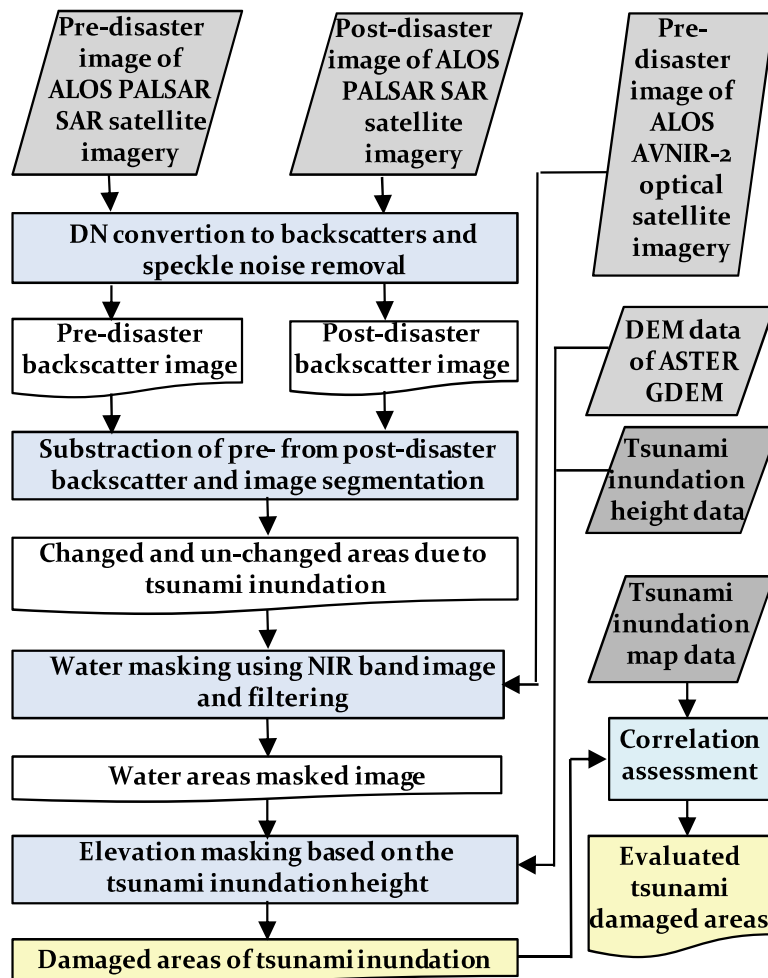 Pre-disaster
image of
ALOS PALSAR
SAR satellite
imagery
Post-disaster
image of ALOS
PALSAR SAR
satellite
imagery
Pre-
disaster
image of
ALOS
AVNIR-2
optical
satellite
imagery
DN convertion to backscatters and
speckle noise removal
Pre-disaster
backscatter image
Post-disaster
backscatter image
DEM data
of ASTER
GDEM
Substraction of pre- from post-disaster
backscatter and image segmentation
Tsunami
inundation
height data
Changed and un-changed areas due to
tsunami inundation
Tsunami
inundation
map data
Water masking using NIR band image
and filtering
Correlation
assessment
Water areas masked image
Elevation masking based on the
tsunami inundation height
Evaluated
tsunami
damaged areas
Damaged areas of tsunami inundation